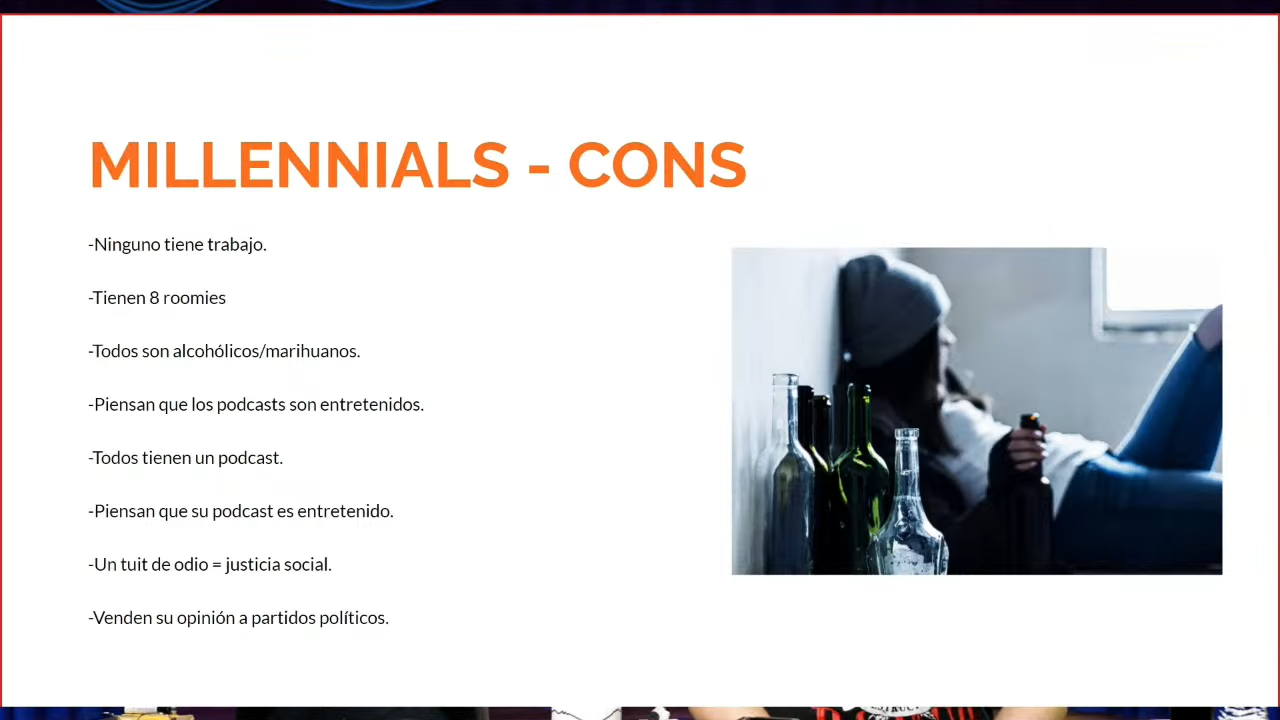 MILLENNIALS - CONS
-Ninguno tiene trabajo.
-Tienen 8 roomies
-Todos son alcohólicos/marihuanos.
-Piensan que los podcasts son entretenidos.
-Todos tienen un podcast.
-Piensan que su podcast es entretenido.
-Un tuit de odio = justicia social.
-Venden su opinión a partidos políticos.